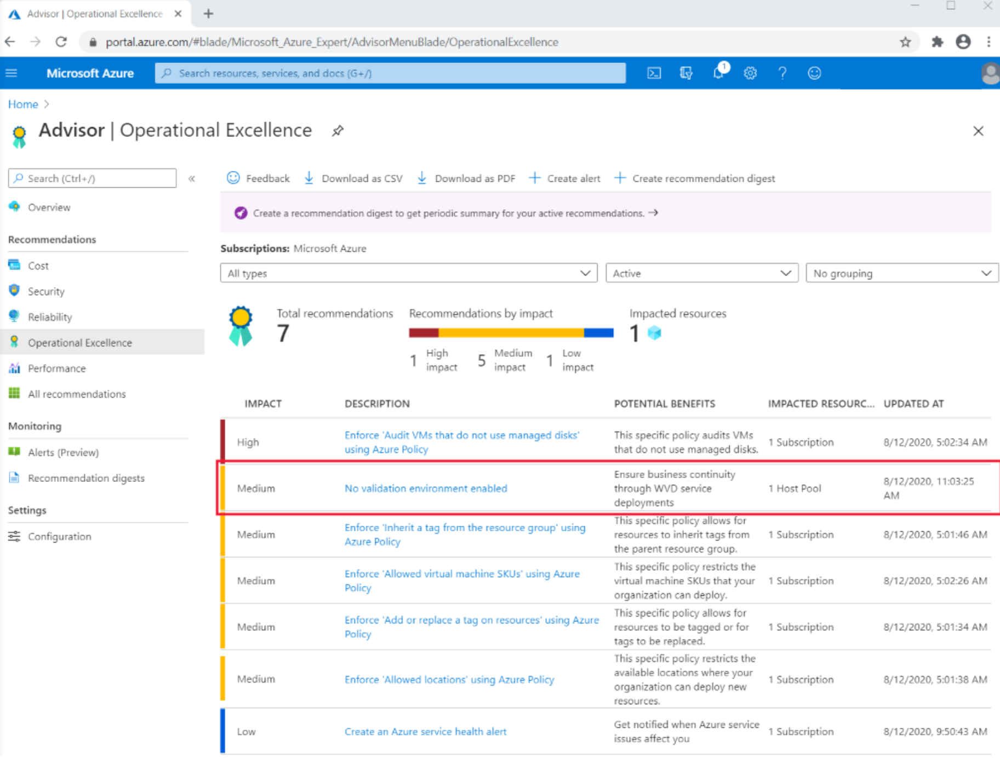 Advisor | Operational Excellence
portal.azure.com/#blade/Microsoft_Azure_Expert/AdvisorMenuBlade/OperationalExcellence
Microsoft Azure
Search resources, services, and docs (G+/)
1
Home >
Advisor | Operational Excellence
Search (Ctrl+/)
«
Feedback
Download as CSV
Download as PDF
Create alert
Create recommendation digest
Overview
Create a recommendation digest to get periodic summary for your active recommendations. →
Recommendations
Cost
Security
Reliability
Operational Excellence
Performance
All recommendations
Monitoring
Alerts (Preview)
Recommendation digests
Settings
Configuration
Subscriptions: Microsoft Azure
All types
Active
No grouping
Total recommendations
7
Recommendations by impact
1 High impact
5 Medium impact
1 Low impact
Impacted resources
1
IMPACT DESCRIPTION POTENTIAL BENEFITS IMPACTED RESOURC... UPDATED AT
High
Enforce 'Audit VMs that do not use managed disks'
using Azure Policy
This specific policy audits VMs
that do not use managed disks.
1 Subscription
8/12/2020, 5:02:34 AM
Medium
No validation environment enabled
Ensure business continuity
through WVD service
deployments
1 Host Pool
8/12/2020, 11:03:25
AM
Medium
Enforce 'Inherit a tag from the resource group' using
Azure Policy
This specific policy allows for
resources to inherit tags from
the parent resource group.
1 Subscription
8/12/2020, 5:01:46 AM
Medium
Enforce 'Allowed virtual machine SKUs' using Azure
Policy
This specific policy restricts the
virtual machine SKUs that your
organization can deploy.
1 Subscription
8/12/2020, 5:02:26 AM
Medium
Enforce 'Add or replace a tag on resources' using Azure
Policy
This specific policy allows for
resources to be tagged or for
tags to be replaced.
1 Subscription
8/12/2020, 5:01:34 AM
Medium
Enforce 'Allowed locations' using Azure Policy
This specific policy restricts the
available locations where your
organization can deploy new
resources.
1 Subscription
8/12/2020, 5:01:38 AM
Low
Create an Azure service health alert
Get notified when Azure service
issues affect you
1 Subscription
8/12/2020, 9:50:43 AM